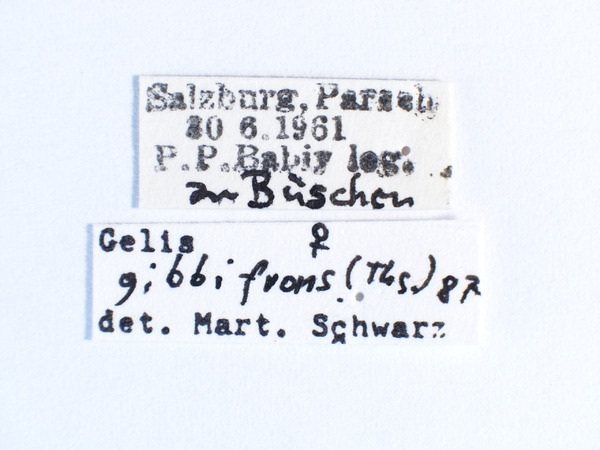 Salzburg, Parsch
30 6.1961
P.P.Babiy leg.
an Büschen
Gelis ♀
gibbifrons (Ths.) 87
det. Mart. Schwarz